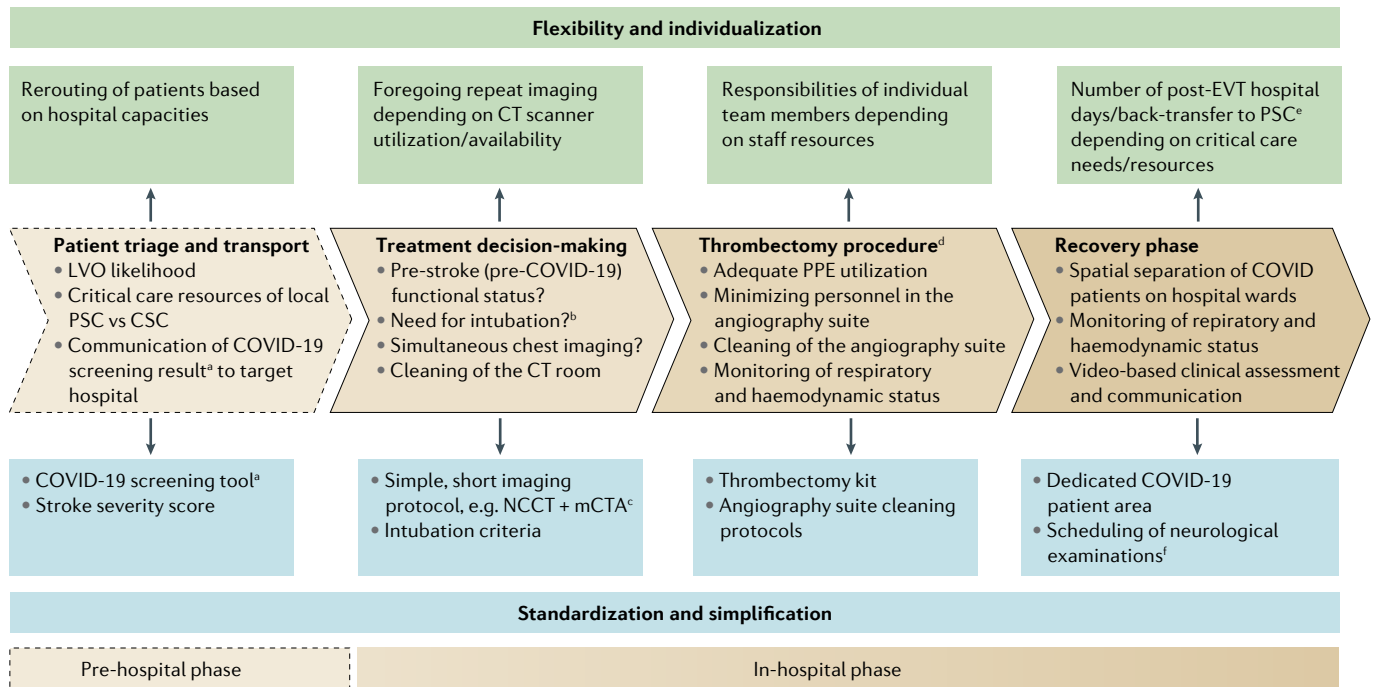 Flexibility and individualization
Rerouting of patients based
on hospital capacities
Foregoing repeat imaging
depending on CT scanner
utilization/availability
Responsibilities of individual
team members depending
on staff resources
Number of post-EVT hospital
days/back-transfer to PSCᵉ
depending on critical care
needs/resources
Patient triage and transport
• LVO likelihood
• Critical care resources of local
PSC vs CSC
• Communication of COVID-19
screening resultᵃ to target
hospital
Treatment decision-making
• Pre-stroke (pre-COVID-19)
functional status?
• Need for intubation?ᵇ
• Simultaneous chest imaging?
• Cleaning of the CT room
Thrombectomy procedureᵈ
• Adequate PPE utilization
• Minimizing personnel in the
angiography suite
• Cleaning of the angiography suite
• Monitoring of respiratory
and haemodynamic status
Recovery phase
• Spatial separation of COVID
patients on hospital wards
• Monitoring of repiratory and
haemodynamic status
• Video-based clinical assessment
and communication
• COVID-19 screening toolᵃ
• Stroke severity score
• Simple, short imaging
protocol, e.g. NCCT + mCTAᶜ
• Intubation criteria
• Thrombectomy kit
• Angiography suite cleaning
protocols
• Dedicated COVID-19
patient area
• Scheduling of neurological
examinationsᶠ
Standardization and simplification
Pre-hospital phase
In-hospital phase